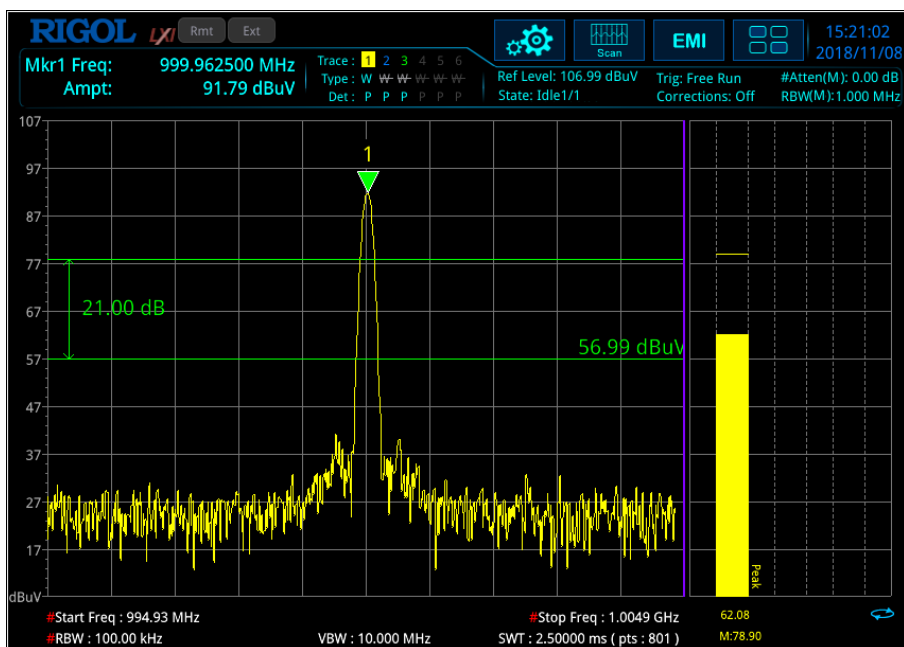 RIGOL LXI Rmt Ext
Scan
EMI
15:21:02
2018/11/08
Mkr1 Freq: 999.962500 MHz
Ampt: 91.79 dBuV
Trace : 1 2 3 4 5 6
Type : W W W W W W
Det : P P P P P P
Ref Level: 106.99 dBuV
State: Idle1/1
Trig: Free Run
Corrections: Off
#Atten(M): 0.00 dB
RBW(M):1.000 MHz
107
97
87
77
67
57
47
37
27
17
dBuV
1
21.00 dB
56.99 dBuV
Peak
#Start Freq : 994.93 MHz
#Stop Freq : 1.0049 GHz
62.08
#RBW : 100.00 kHz
VBW : 10.000 MHz
SWT : 2.50000 ms ( pts : 801 )
M:78.90